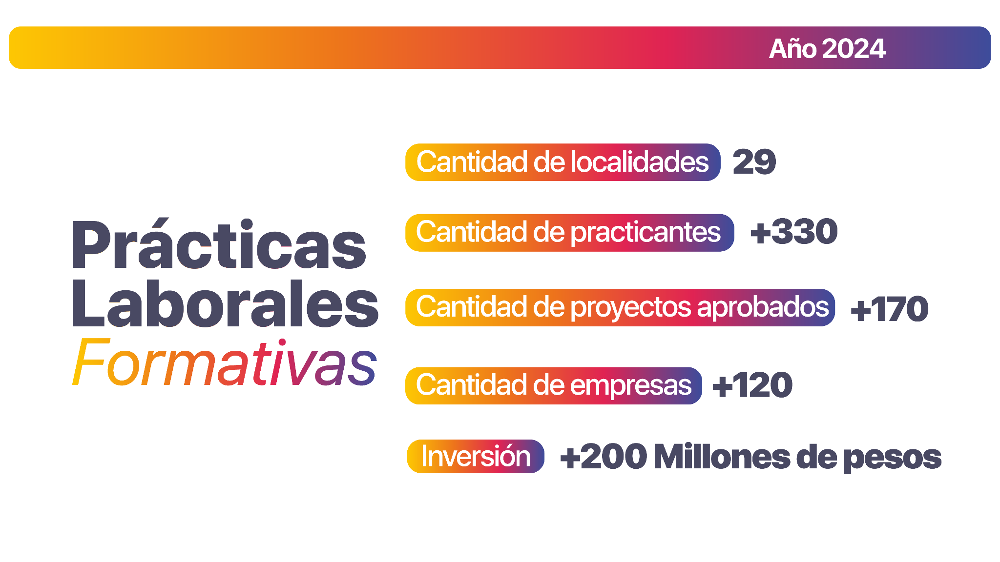 Año 2024
Prácticas
Laborales
Formativas
Cantidad de localidades 29
Cantidad de practicantes +330
Cantidad de proyectos aprobados +170
Cantidad de empresas +120
Inversión +200 Millones de pesos